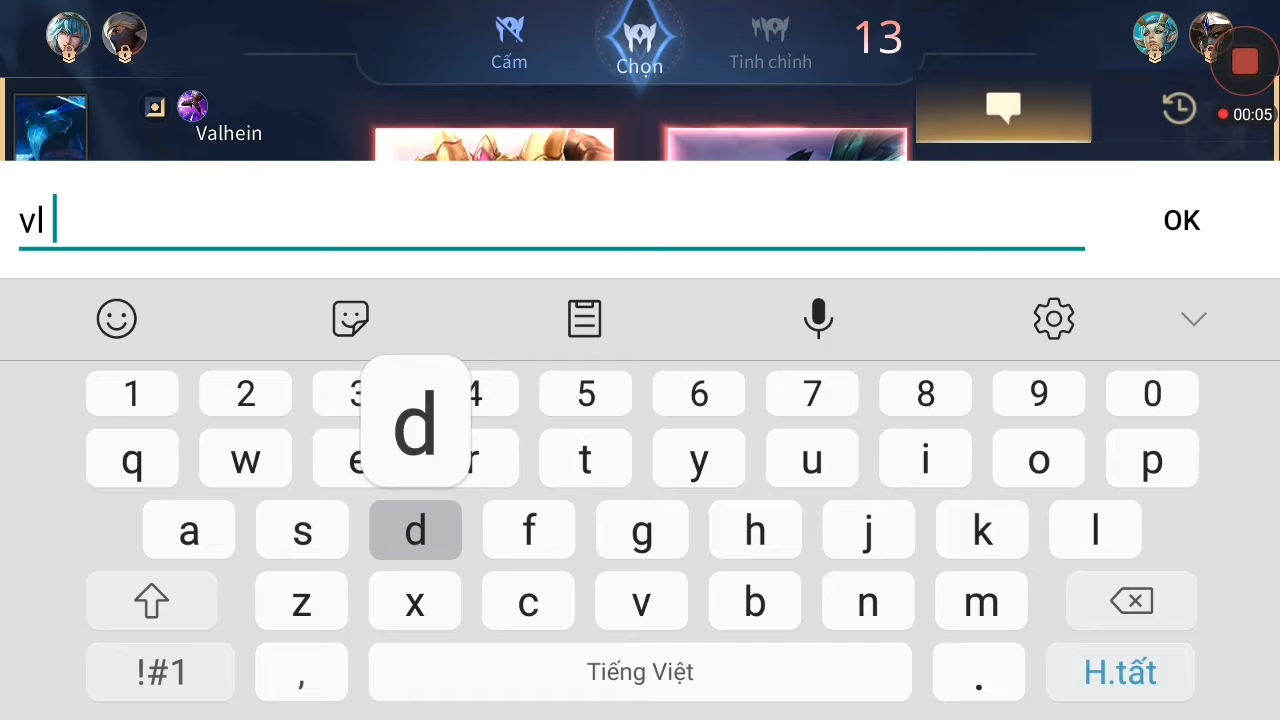 Cấm
Chọn
Tinh chỉnh
13
Valhein
00:05
vl
OK
d
1 2 3 4 5 6 7 8 9 0
q w e r t y u i o p
a s d f g h j k l
z x c v b n m
!#1 , Tiếng Việt . H.tất